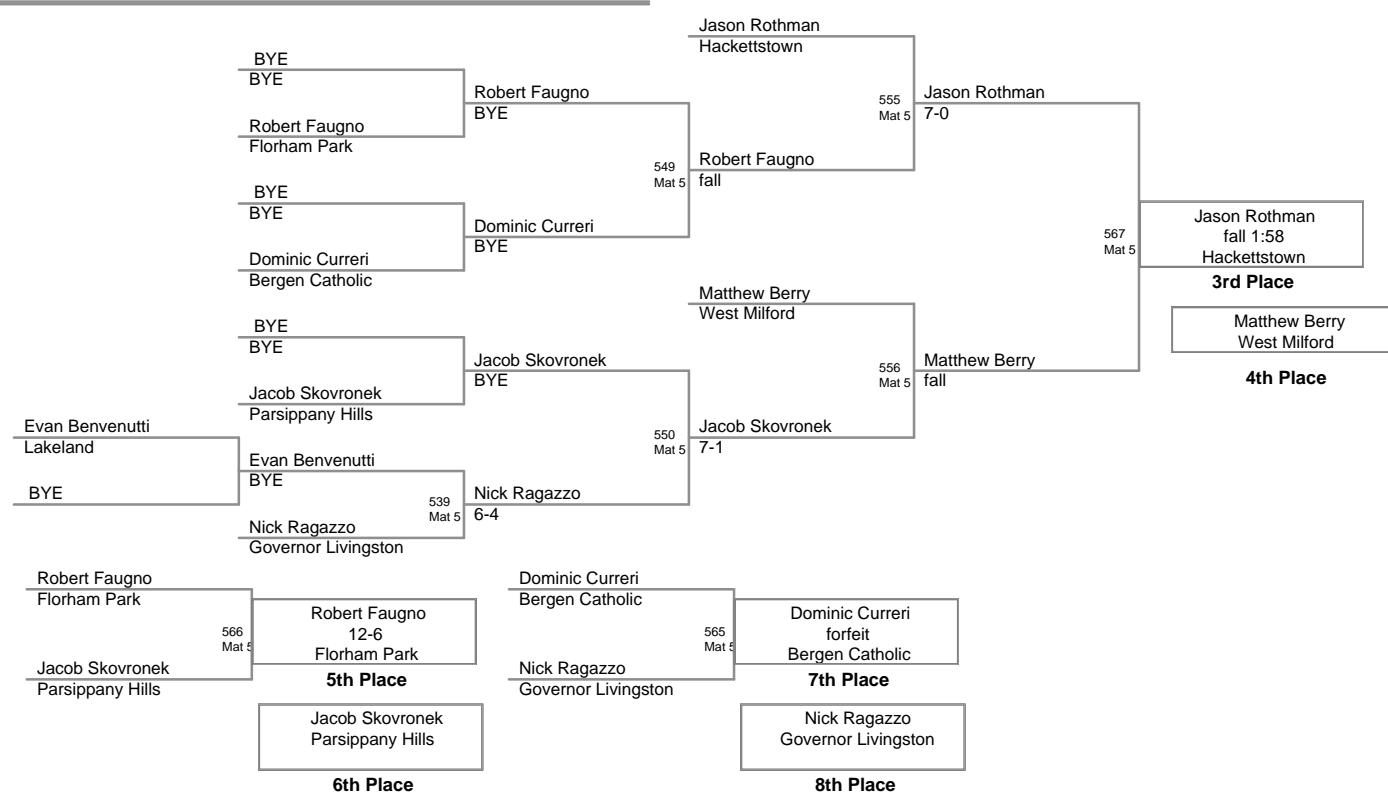 Jason Rothman
Hackettstown
BYE
BYE
Robert Faugno
BYE
555
Mat 5
Jason Rothman
7-0
Robert Faugno
Florham Park
549
Mat 5
Robert Faugno
fall
BYE
BYE
Dominic Curreri
BYE
Dominic Curreri
Bergen Catholic
567
Mat 5
Jason Rothman
fall 1:58
Hackettstown
3rd Place
Matthew Berry
West Milford
Matthew Berry
West Milford
4th Place
BYE
BYE
Jacob Skovronek
BYE
556
Mat 5
Matthew Berry
fall
Jacob Skovronek
Parsippany Hills
Evan Benvenutti
Lakeland
550
Mat 5
Jacob Skovronek
7-1
Evan Benvenutti
BYE
BYE
539
Mat 5
Nick Ragazzo
6-4
Nick Ragazzo
Governor Livingston
Robert Faugno
Florham Park
566
Mat 5
Robert Faugno
12-6
Florham Park
Jacob Skovronek
Parsippany Hills
5th Place
Jacob Skovronek
Parsippany Hills
6th Place
Dominic Curreri
Bergen Catholic
565
Mat 5
Dominic Curreri
forfeit
Bergen Catholic
Nick Ragazzo
Governor Livingston
7th Place
Nick Ragazzo
Governor Livingston
8th Place